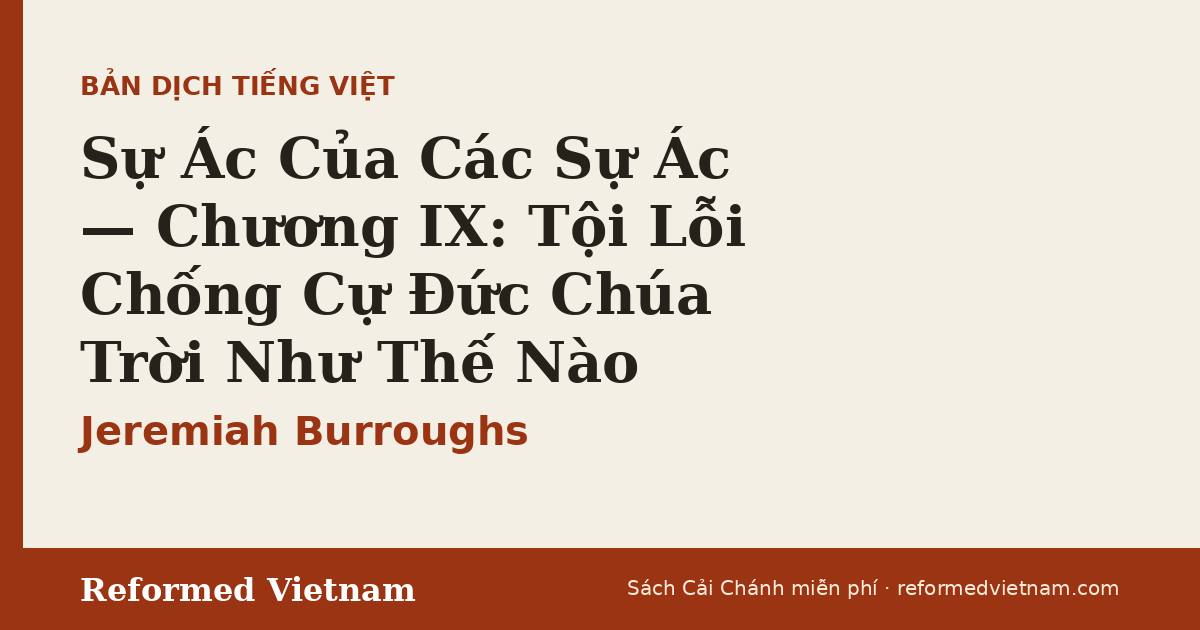 BẢN DỊCH TIẾNG VIỆT
Sự Ác Của Các Sự Ác
— Chương IX: Tội Lỗi
Chống Cự Đức Chúa
Trời Như Thế Nào
Jeremiah Burroughs
Reformed Vietnam
Sách Cải Chánh miễn phí · reformedvietnam.com